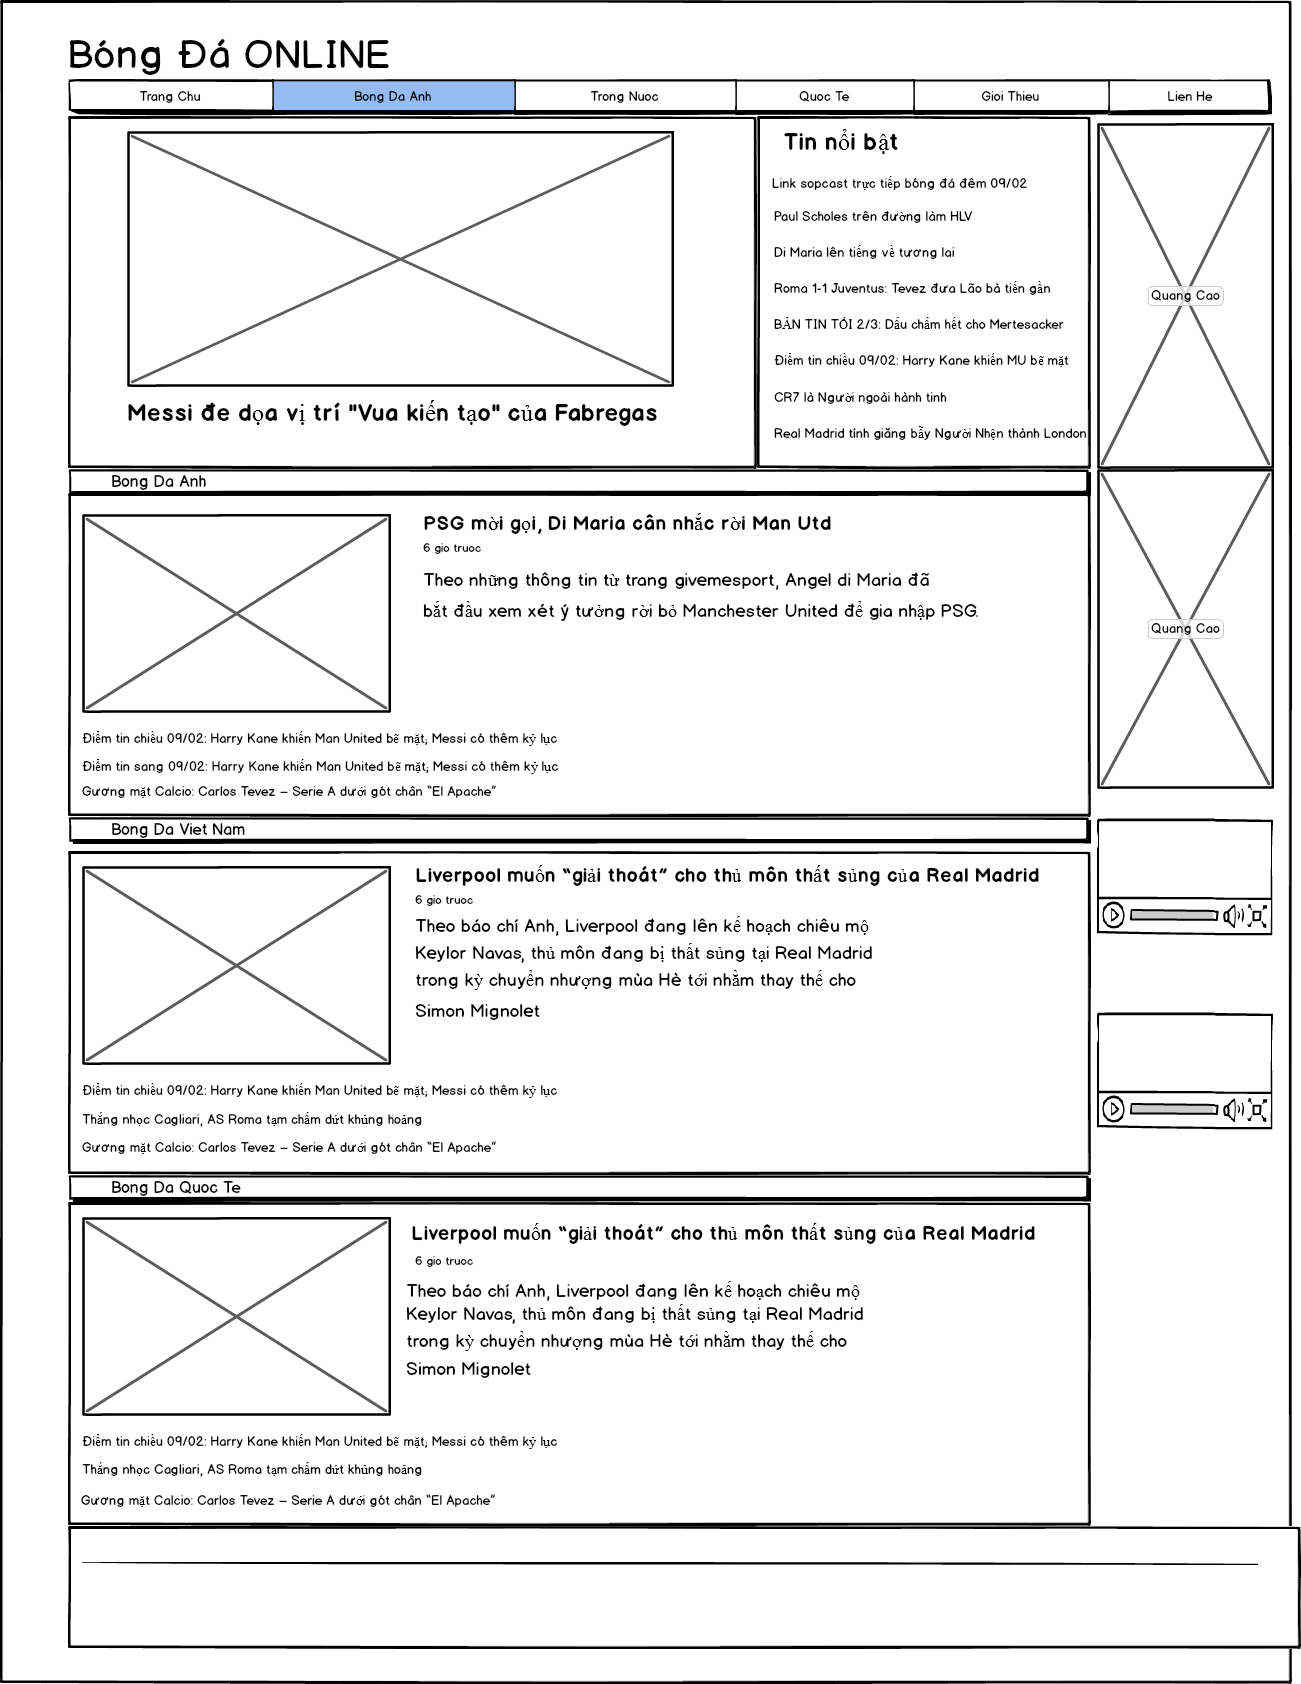 Bóng Đá ONLINE
Trang Chu
Bong Da Anh
Trong Nuoc
Quoc Te
Gioi Thieu
Lien He
Messi đe dọa vị trí "Vua kiến tạo" của Fabregas
Tin nổi bật
Link sopcast trực tiếp bóng đá đêm 09/02
Paul Scholes trên đường làm HLV
Di Maria lên tiếng về tương lai
Roma 1-1 Juventus: Tevez đưa Lão bà tiến gần
BẢN TIN TỐI 2/3: Dấu chấm hết cho Mertesacker
Điểm tin chiều 09/02: Harry Kane khiến MU bẽ mặt
CR7 là Người ngoài hành tinh
Real Madrid tính giăng bẫy Người Nhện thành London
Quang Cao
Quang Cao
Bong Da Anh
PSG mời gọi, Di Maria cân nhắc rời Man Utd
6 gio truoc
Theo những thông tin từ trang givemesport, Angel di Maria đã
bắt đầu xem xét ý tưởng rời bỏ Manchester United để gia nhập PSG.
Điểm tin chiều 09/02: Harry Kane khiến Man United bẽ mặt; Messi có thêm kỷ lục
Điểm tin sang 09/02: Harry Kane khiến Man United bẽ mặt; Messi có thêm kỷ lục
Gương mặt Calcio: Carlos Tevez – Serie A dưới gót chân “El Apache”
Bong Da Viet Nam
Liverpool muốn “giải thoát” cho thủ môn thất sủng của Real Madrid
6 gio truoc
Theo báo chí Anh, Liverpool đang lên kế hoạch chiêu mộ
Keylor Navas, thủ môn đang bị thất sủng tại Real Madrid
trong kỳ chuyển nhượng mùa Hè tới nhằm thay thế cho
Simon Mignolet
Điểm tin chiều 09/02: Harry Kane khiến Man United bẽ mặt; Messi có thêm kỷ lục
Thắng nhọc Cagliari, AS Roma tạm chấm dứt khủng hoảng
Gương mặt Calcio: Carlos Tevez – Serie A dưới gót chân “El Apache”
Bong Da Quoc Te
Liverpool muốn “giải thoát” cho thủ môn thất sủng của Real Madrid
6 gio truoc
Theo báo chí Anh, Liverpool đang lên kế hoạch chiêu mộ
Keylor Navas, thủ môn đang bị thất sủng tại Real Madrid
trong kỳ chuyển nhượng mùa Hè tới nhằm thay thế cho
Simon Mignolet
Điểm tin chiều 09/02: Harry Kane khiến Man United bẽ mặt; Messi có thêm kỷ lục
Thắng nhọc Cagliari, AS Roma tạm chấm dứt khủng hoảng
Gương mặt Calcio: Carlos Tevez – Serie A dưới gót chân “El Apache”